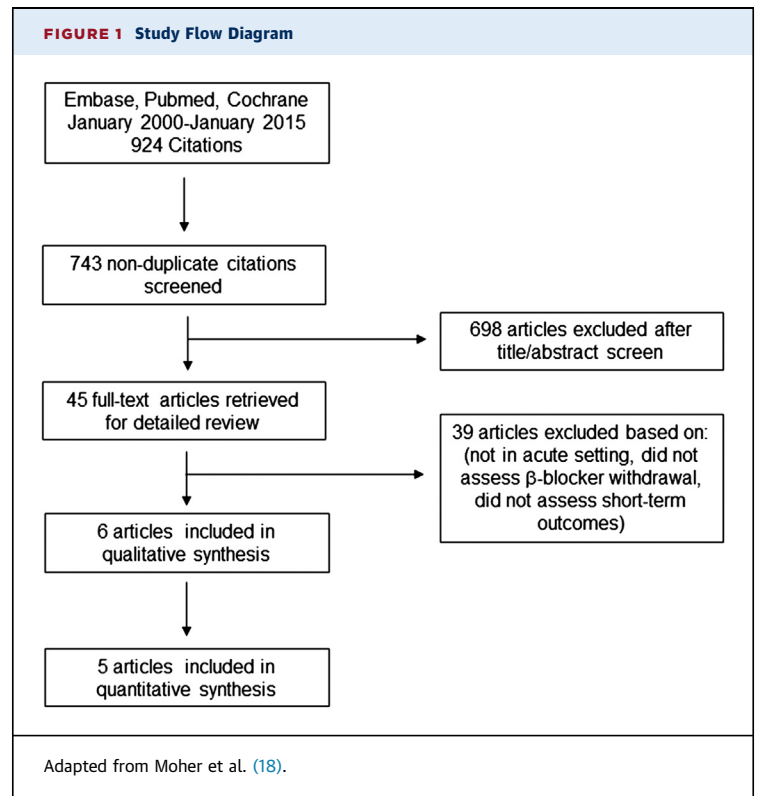 FIGURE 1 Study Flow Diagram
Embase, Pubmed, Cochrane
January 2000-January 2015
924 Citations
743 non-duplicate citations
screened
698 articles excluded after
title/abstract screen
45 full-text articles retrieved
for detailed review
39 articles excluded based on:
(not in acute setting, did not
assess β-blocker withdrawal,
did not assess short-term
outcomes)
6 articles included in
qualitative synthesis
5 articles included in
quantitative synthesis
Adapted from Moher et al. (18).